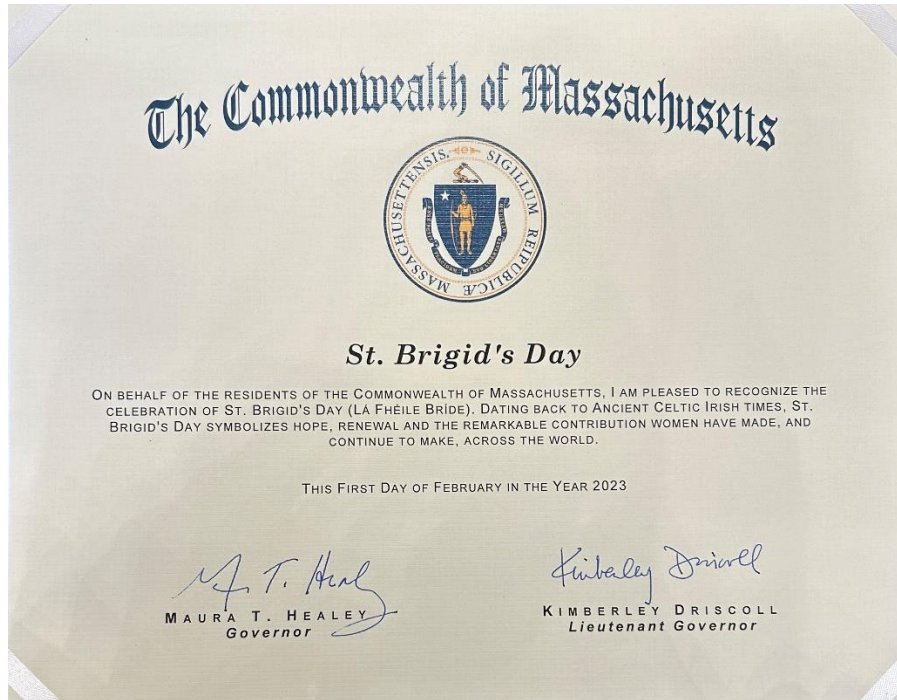 The Commonwealth of Massachusetts
SIGILLUM REIPUBLICÆ MASSACHUSETTENSIS.
St. Brigid's Day
ON BEHALF OF THE RESIDENTS OF THE COMMONWEALTH OF MASSACHUSETTS, I AM PLEASED TO RECOGNIZE THE
CELEBRATION OF ST. BRIGID'S DAY (LÁ FHÉILE BRÍDE). DATING BACK TO ANCIENT CELTIC IRISH TIMES, ST.
BRIGID'S DAY SYMBOLIZES HOPE, RENEWAL AND THE REMARKABLE CONTRIBUTION WOMEN HAVE MADE, AND
CONTINUE TO MAKE, ACROSS THE WORLD.
THIS FIRST DAY OF FEBRUARY IN THE YEAR 2023
M T. Healy
Kimberley Driscoll
MAURA T. HEALEY
Governor
KIMBERLEY DRISCOLL
Lieutenant Governor